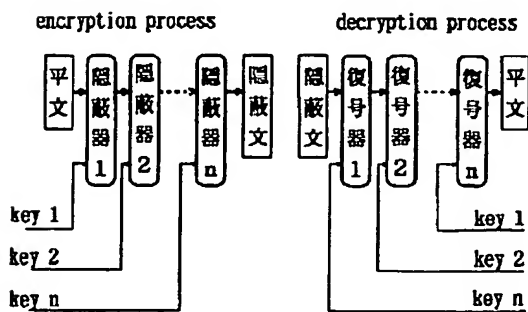 encryption process
decryption process
平文
隠蔽器1
隠蔽器2
隠蔽器n
隠蔽文
隠蔽文
復号器1
復号器2
復号器n
平文
key 1
key 2
key n
key 1
key 2
key n